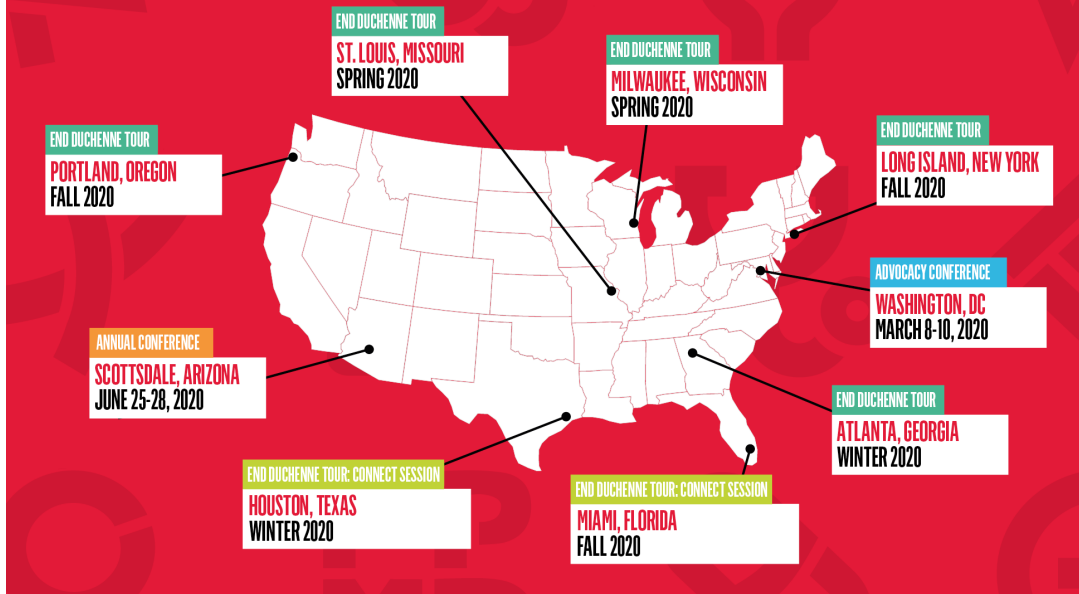 END DUCHENNE TOUR
ST. LOUIS, MISSOURI
SPRING 2020
END DUCHENNE TOUR
MILWAUKEE, WISCONSIN
SPRING 2020
END DUCHENNE TOUR
PORTLAND, OREGON
FALL 2020
END DUCHENNE TOUR
LONG ISLAND, NEW YORK
FALL 2020
ADVOCACY CONFERENCE
WASHINGTON, DC
MARCH 8-10, 2020
ANNUAL CONFERENCE
SCOTTSDALE, ARIZONA
JUNE 25-28, 2020
END DUCHENNE TOUR
ATLANTA, GEORGIA
WINTER 2020
END DUCHENNE TOUR: CONNECT SESSION
HOUSTON, TEXAS
WINTER 2020
END DUCHENNE TOUR: CONNECT SESSION
MIAMI, FLORIDA
FALL 2020